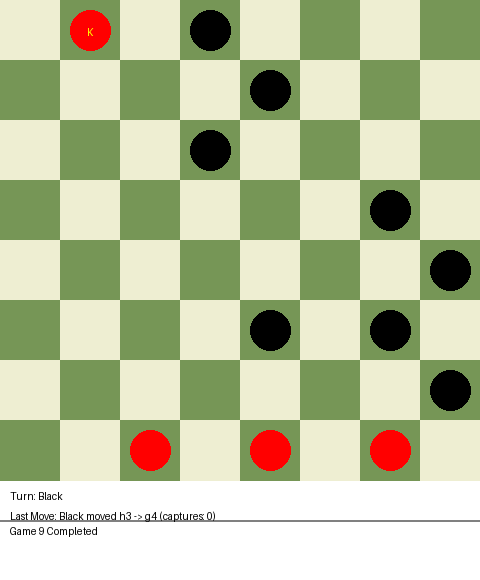 K
Turn: Black
Last Move: Black moved h3 -> g4 (captures: 0)
Game 9 Completed